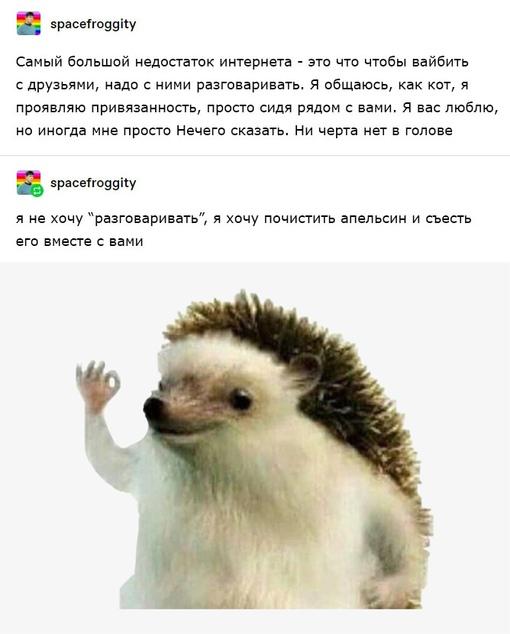 spacefroggity
Самый большой недостаток интернета - это что чтобы вайбить
с друзьями, надо с ними разговаривать. Я общаюсь, как кот, я
проявляю привязанность, просто сидя рядом с вами. Я вас люблю,
но иногда мне просто Нечего сказать. Ни черта нет в голове
spacefroggity
я не хочу “разговаривать”, я хочу почистить апельсин и съесть
его вместе с вами